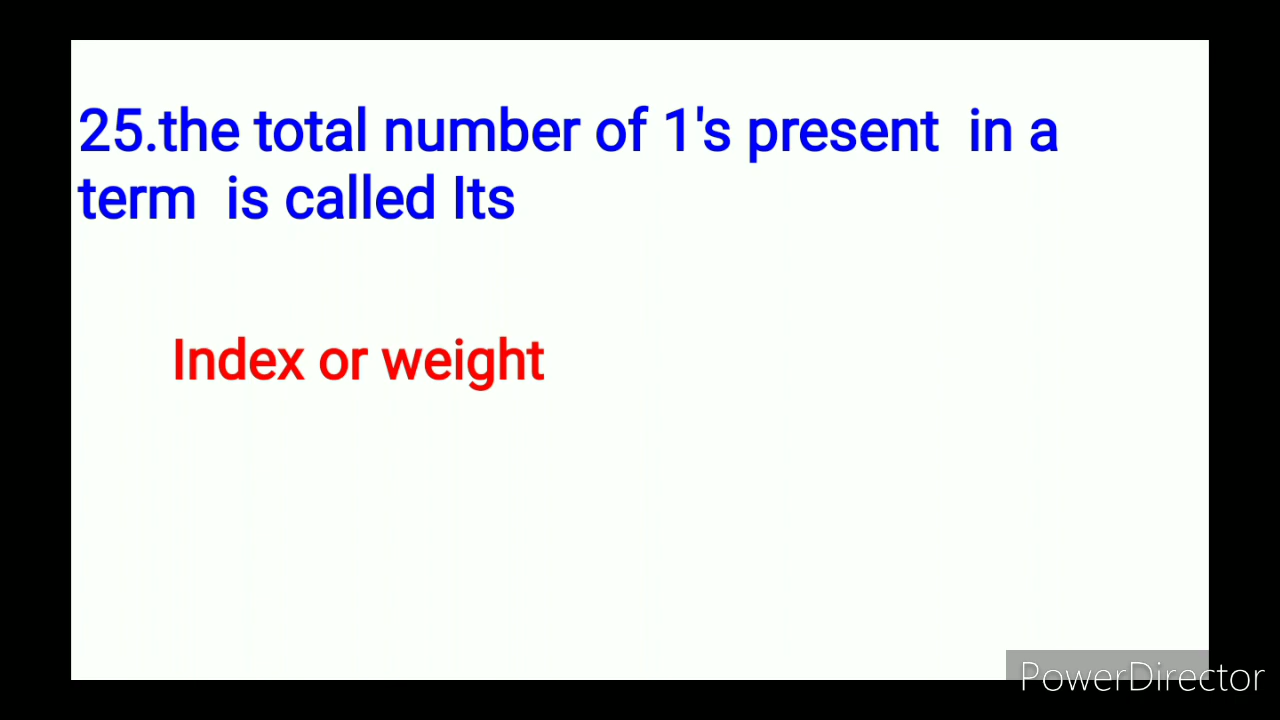 25.the total number of 1's present  in a
term  is called Its
Index or weight
PowerDirector